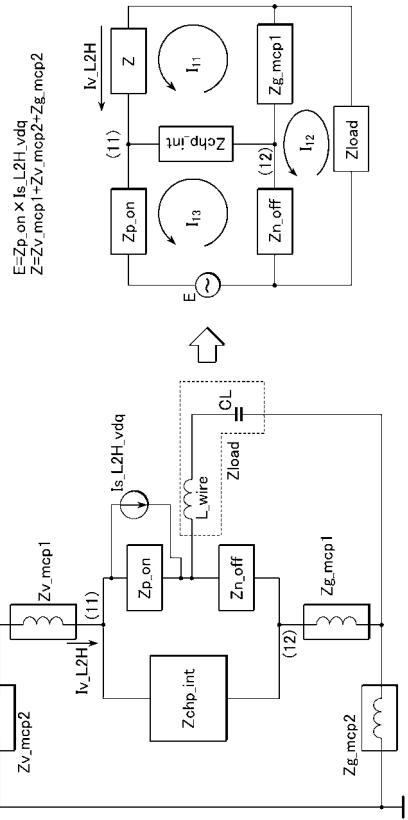 Zv_mcp2
Zv_mcp1
Iv_L2H
(11)
Is_L2H_vdq
Zp_on
Zchp_int
Zn_off
L_wire
CL
Zload
(12)
Zg_mcp1
Zg_mcp2
E=Zp_on×Is_L2H_vdq
Z=Zv_mcp1+Zv_mcp2+Zg_mcp2
Iv_L2H
(11)
Zp_on
Z
I11
I13
E
Zchp_int
(12)
Zn_off
Zg_mcp1
I12
Zload